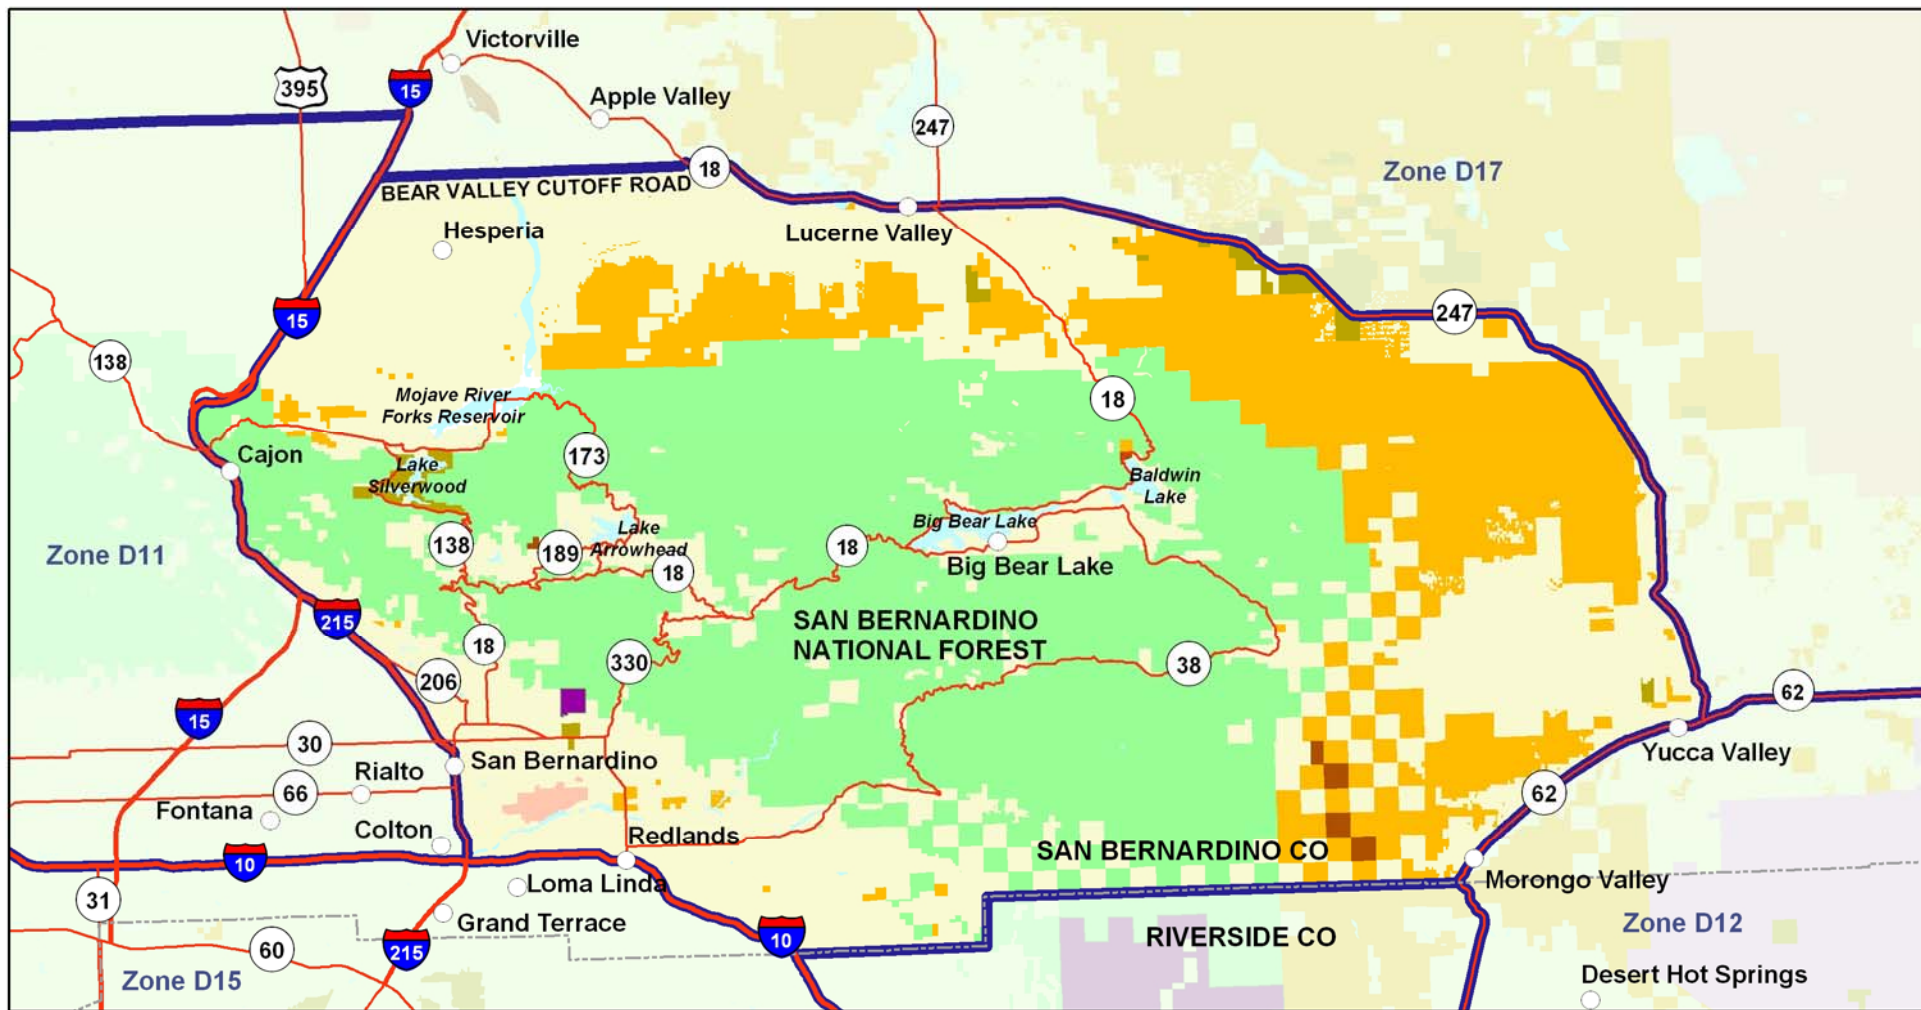 Victorville
395
15
Apple Valley
247
18
Zone D17
BEAR VALLEY CUTOFF ROAD
Hesperia
Lucerne Valley
15
247
138
Mojave River
Forks Reservoir
18
Cajon
173
Lake
Silverwood
Baldwin
Lake
Big Bear Lake
Lake
Arrowhead
138
189
18
18
Big Bear Lake
Zone D11
215
SAN BERNARDINO
NATIONAL FOREST
18
330
38
206
62
15
30
San Bernardino
Yucca Valley
Rialto
66
62
Fontana
Colton
Redlands
SAN BERNARDINO CO
10
Loma Linda
Morongo Valley
31
Grand Terrace
Zone D12
60
215
10
RIVERSIDE CO
Zone D15
Desert Hot Springs